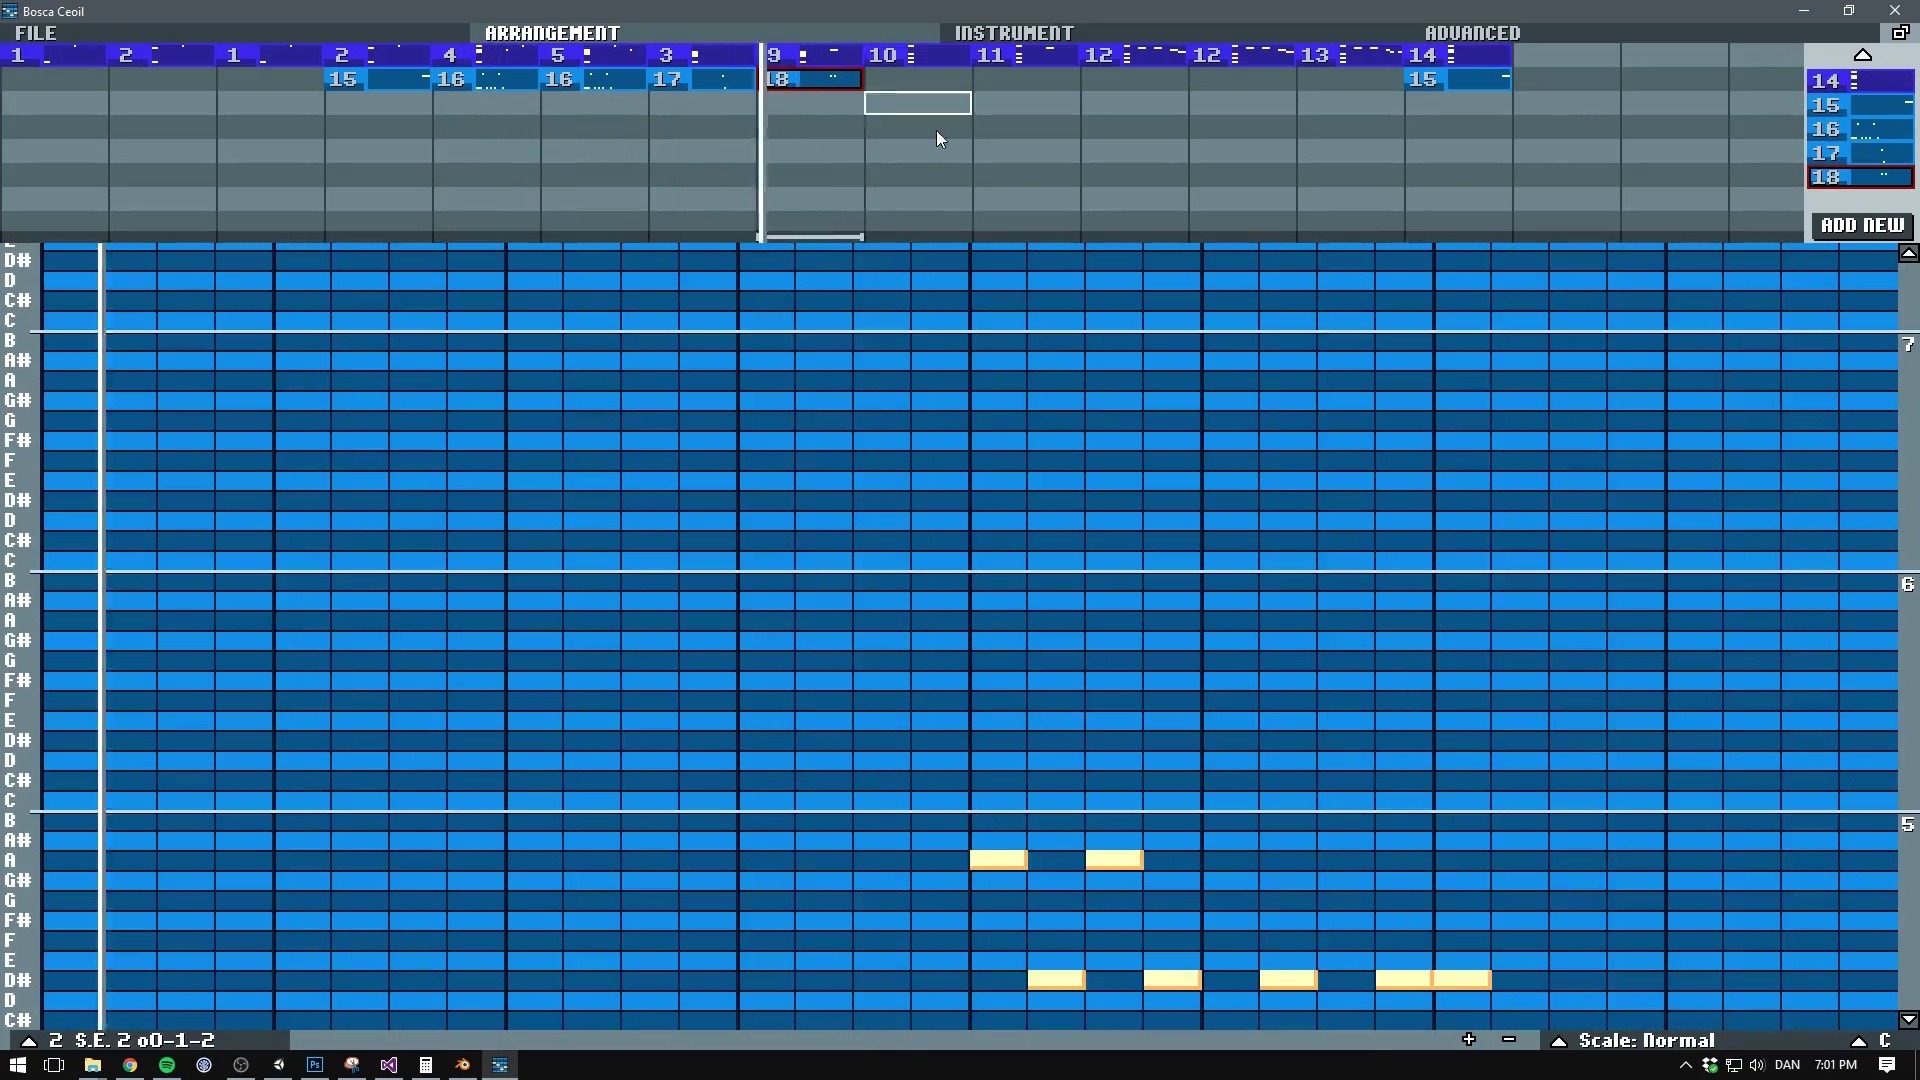 Bosca Ceoil
FILE ARRANGEMENT INSTRUMENT ADVANCED
1 2 1 2 4 5 3 9 10 11 12 12 13 14
15 16 16 17 18 15
14
15
16
17
18
ADD NEW
D#
D
C#
C
B
A#
A
G#
G
F#
F
E
D#
D
C#
C
B
A#
A
G#
G
F#
F
E
D#
D
C#
C
B
A#
A
G#
G
F#
F
E
D#
D
C#
7
6
5
2 S.E. 2 oO-1-2 + - Scale: Normal C
Ps DAN 7:01 PM